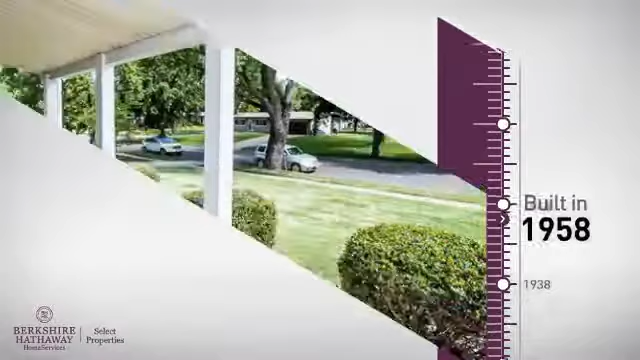 Built in
1958
1938
BERKSHIRE
HATHAWAY
HomeServices
Select
Properties